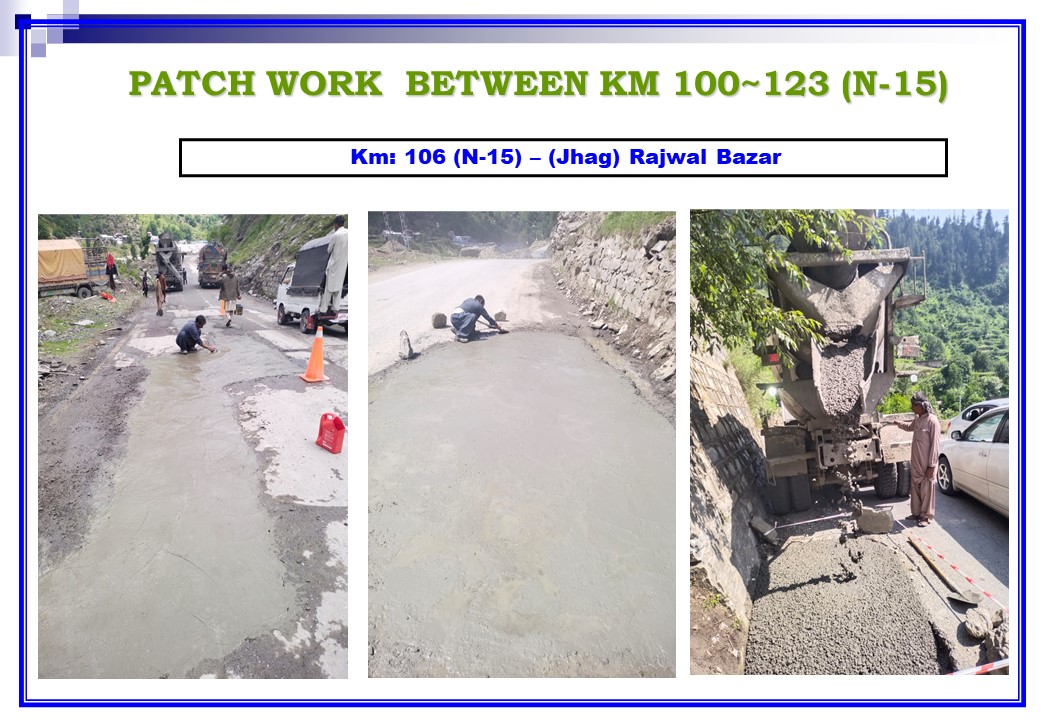 PATCH WORK BETWEEN KM 100~123 (N-15)
Km: 106 (N-15) – (Jhag) Rajwal Bazar